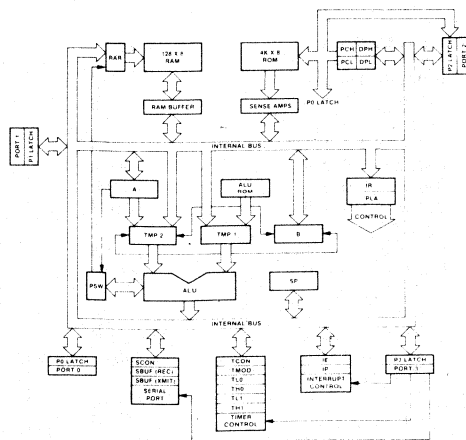 RAR
128 X 8
RAM
4K X 8
ROM
PCH DPH
PCL DPL
P2 LATCH
PORT 2
P0 LATCH
RAM BUFFER
SENSE AMPS
PORT 1
P1 LATCH
INTERNAL BUS
A
ALU
ROM
IR
PLA
CONTROL
TMP 2
TMP 1
B
PSW
ALU
SP
INTERNAL BUS
P0 LATCH
PORT 0
SCON
SBUF (REC)
SBUF (XMIT)
SERIAL
PORT
TCON
TMOD
TL0
TH0
TL1
TH1
TIMER
CONTROL
IE
IP
INTERRUPT
CONTROL
P3 LATCH
PORT 3